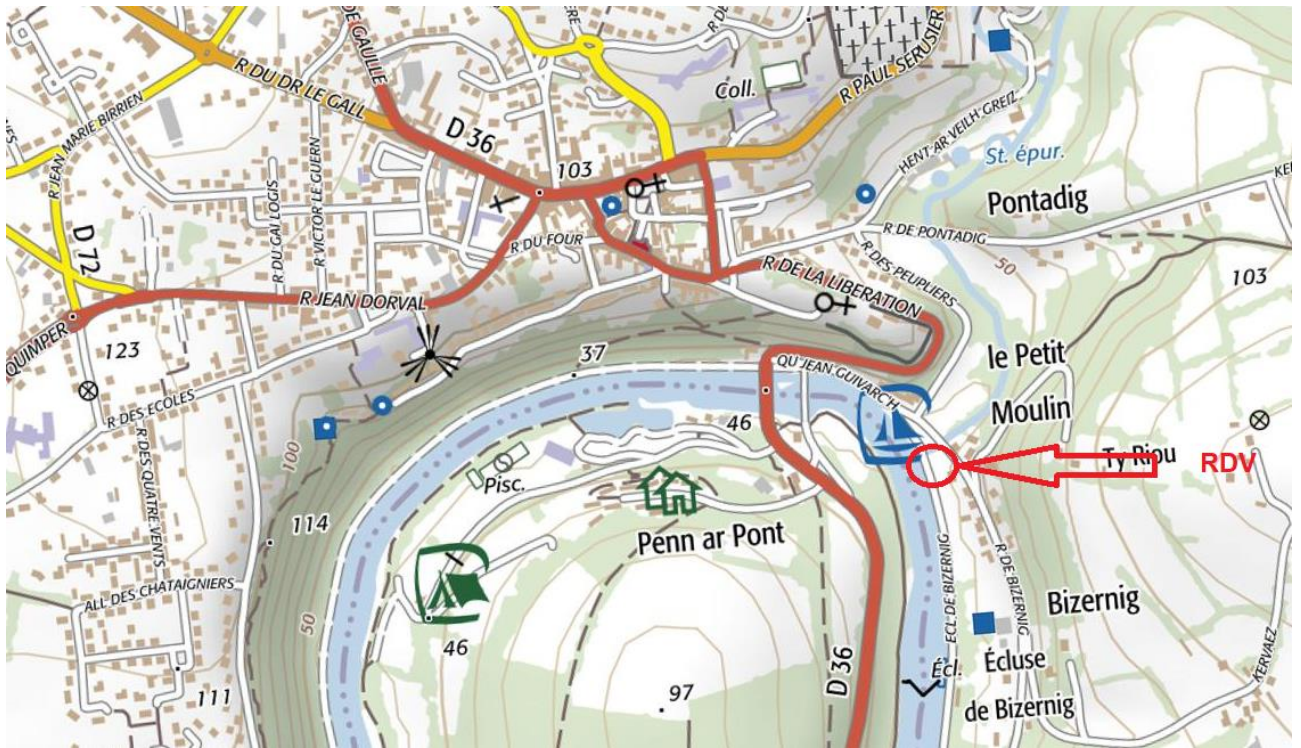 DE GAULLE
R DU DR LE GALL
R JEAN MARIE BIRRIEN
D 36
103
Coll.
R PAUL SERUSIER
HENT AR VEILH GREIZ
St. épur.
Pontadig
R DE PONTADIG
50
103
R DES PEUPLIERS
R DU GAI LOGIS
R VICTOR LE GUERN
R DU FOUR
D 72
R JEAN DORVAL
R DE LA LIBERATION
QUIMPER
123
R DES ECOLES
37
QU JEAN GUIVARCH
le Petit
Moulin
46
Ty Riou
RDV
100
Pisc.
R DES QUATRE VENTS
114
Penn ar Pont
ALL DES CHATAIGNIERS
50
46
ECL DE BIZERNIG
R DE BIZERNIG
Bizernig
111
97
D 36
Écl.
Écluse
de Bizernig
KERVAEZ